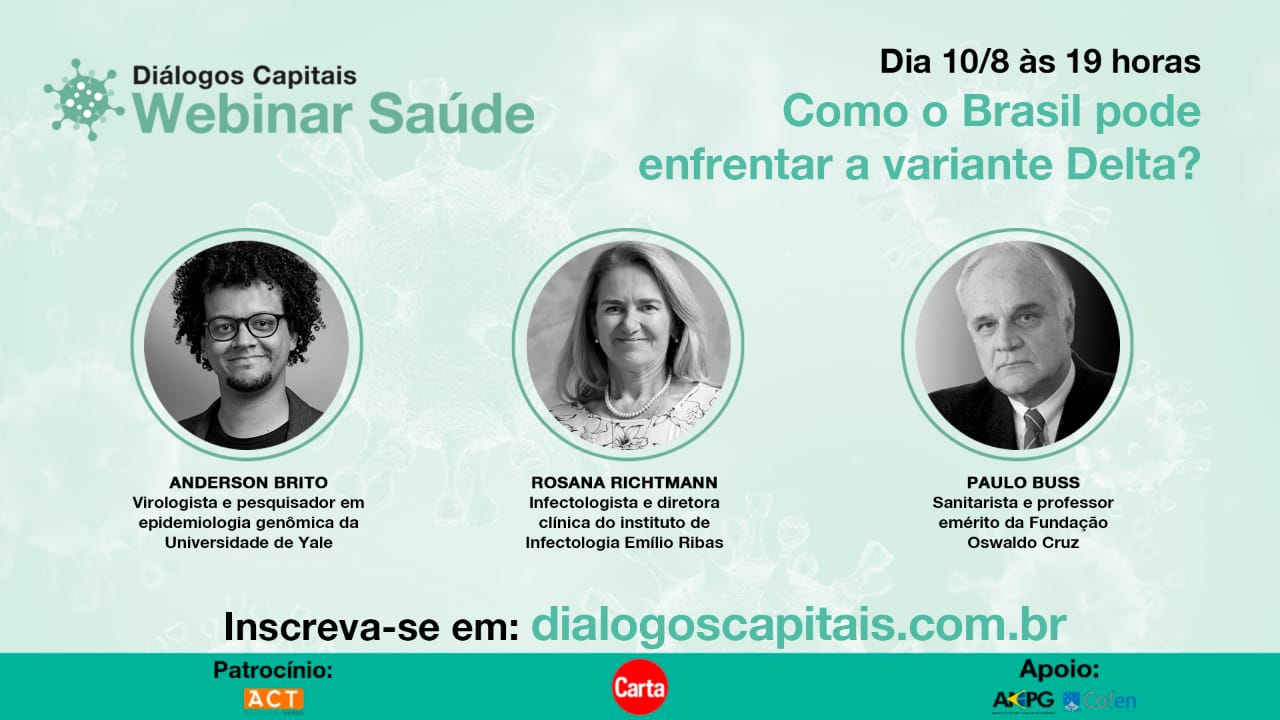 Diálogos Capitais
Webinar Saúde
Dia 10/8 às 19 horas
Como o Brasil pode
enfrentar a variante Delta?
ANDERSON BRITO
Virologista e pesquisador em
epidemiologia genômica da
Universidade de Yale
ROSANA RICHTMANN
Infectologista e diretora
clínica do instituto de
Infectologia Emílio Ribas
PAULO BUSS
Sanitarista e professor
emérito da Fundação
Oswaldo Cruz
Inscreva-se em: dialogoscapitais.com.br
Patrocínio:
ACT
Carta
Apoio:
Cofen